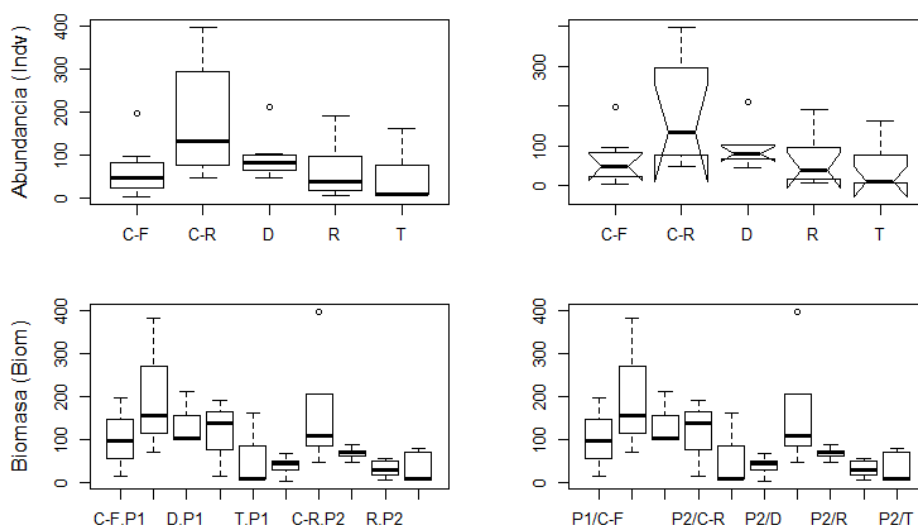 Abundancia (Indv)
0 100 200 300 400
C-F C-R D R T
0 100 300
C-F C-R D R T
Biomasa (Biom)
0 100 200 300 400
C-F.P1 D.P1 T.P1 C-R.P2 R.P2
0 100 200 300 400
P1/C-F P2/C-R P2/D P2/R P2/T